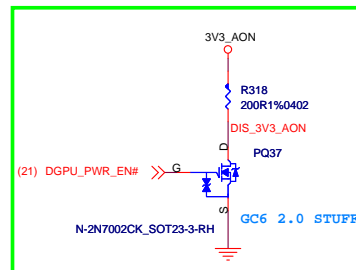 3V3_AON
R318
200R1%0402
DIS_3V3_AON
D
PQ37
(21) DGPU_PWR_EN#
G
S
GC6 2.0 STUFF
N-2N7002CK_SOT23-3-RH